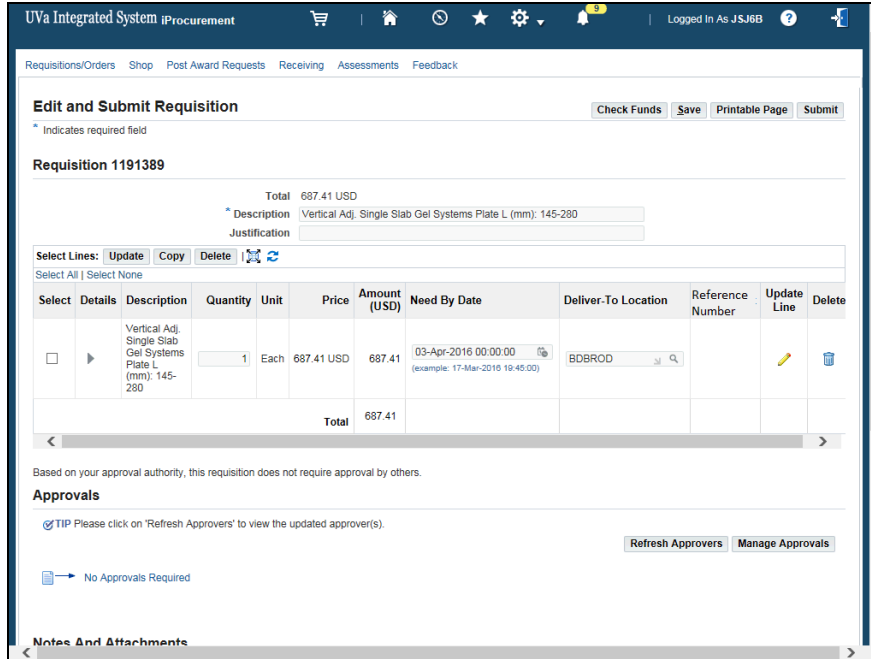 UVa Integrated System iProcurement
9
Logged In As JSJ6B
?
Requisitions/Orders Shop Post Award Requests Receiving Assessments Feedback
Edit and Submit Requisition
Check Funds Save Printable Page Submit
* Indicates required field
Requisition 1191389
Total 687.41 USD
* Description Vertical Adj. Single Slab Gel Systems Plate L (mm): 145-280
Justification
Select Lines: Update Copy Delete
Select All | Select None
Select Details Description Quantity Unit Price Amount (USD) Need By Date Deliver-To Location Reference Number Update Line Delete
Vertical Adj.
Single Slab
Gel Systems
Plate L
(mm): 145-
280
1 Each 687.41 USD 687.41 03-Apr-2016 00:00:00 BDBROD
(example: 17-Mar-2016 19:45:00)
Total 687.41
Based on your approval authority, this requisition does not require approval by others.
Approvals
TIP Please click on 'Refresh Approvers' to view the updated approver(s).
Refresh Approvers Manage Approvals
No Approvals Required
Notes And Attachments